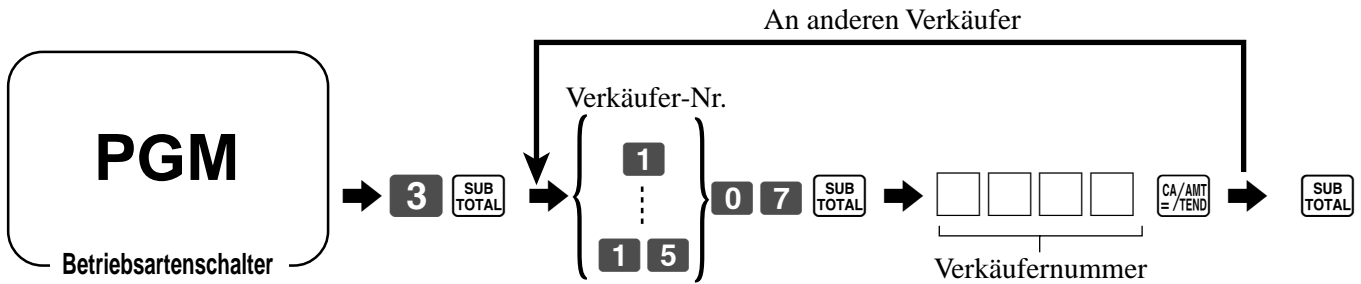 An anderen Verkäufer
Verkäufer-Nr.
PGM
Betriebsartenschalter
3 SUB TOTAL
1
1 5
0 7 SUB TOTAL
CA/AMT = /TEND
SUB TOTAL
Verkäufernummer